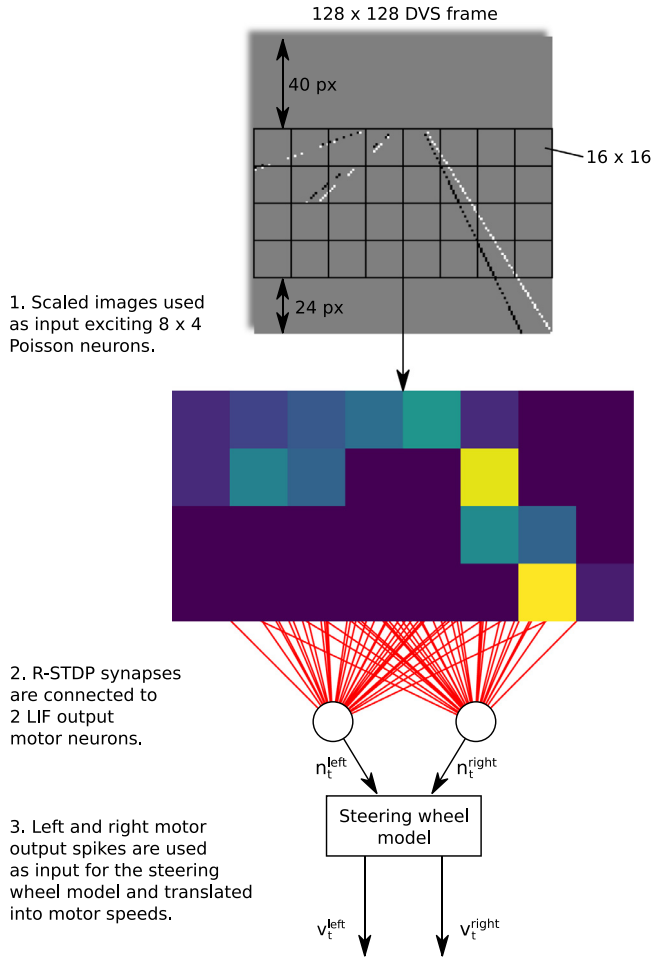 128 x 128 DVS frame
40 px
16 x 16
24 px
1. Scaled images used
as input exciting 8 x 4
Poisson neurons.
2. R-STDP synapses
are connected to
2 LIF output
motor neurons.
n_t^left
n_t^right
Steering wheel
model
3. Left and right motor
output spikes are used
as input for the steering
wheel model and translated
into motor speeds.
v_t^left
v_t^right